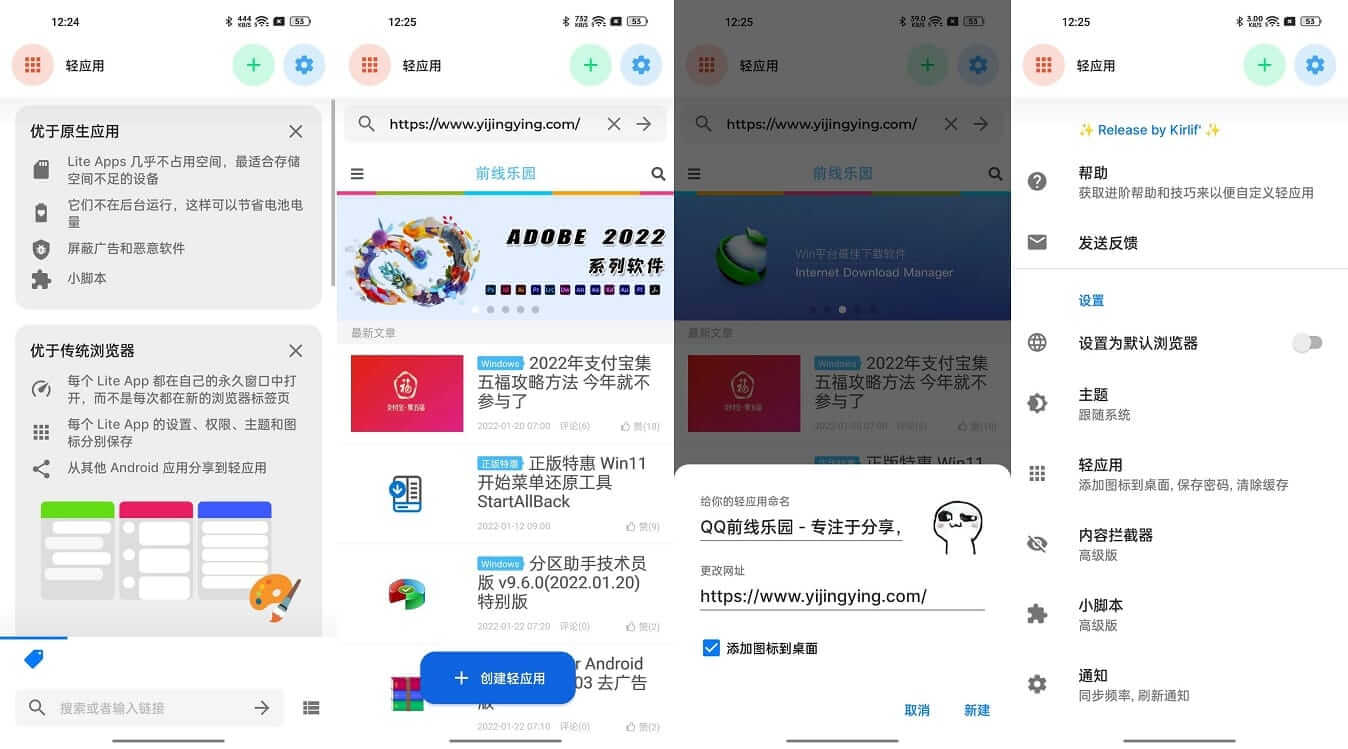 12:24
444 KB/S
53
轻应用
优于原生应用
Lite Apps 几乎不占用空间，最适合存储
空间不足的设备
它们不在后台运行，这样可以节省电池电
量
屏蔽广告和恶意软件
小脚本
优于传统浏览器
每个 Lite App 都在自己的永久窗口中打
开，而不是每次都在新的浏览器标签页
每个 Lite App 的设置、权限、主题和图
标分别保存
从其他 Android 应用分享到轻应用
搜索或者输入链接
12:25
732 KB/S
53
轻应用
https://www.yijingying.com/
前线乐园
ADOBE 2022
系列软件
最新文章
支付宝·集五福
Windows 2022年支付宝集
五福攻略方法 今年就不
参与了
2022-01-20 07:00 评论(6) 赞(18)
正版特惠 正版特惠 Win11
开始菜单还原工具
StartAllBack
2022-01-12 09:00 赞(9)
Windows 分区助手技术员
版 v9.6.0(2022.01.20)
特别版
2022-01-22 07:20 评论(0) 赞(2)
r Android
03 去广告
版
2022-01-22 07:10 评论(0) 赞(2)
+ 创建轻应用
12:25
39.0 KB/S
53
轻应用
https://www.yijingying.com/
前线乐园
Win平台最佳下载软件
Internet Download Manager
最新文章
支付宝·集五福
Windows 2022年支付宝集
五福攻略方法 今年就不
参与了
2022-01-20 07:00 评论(6) 赞(18)
正版特惠 正版特惠 Win11
给你的轻应用命名
QQ前线乐园 - 专注于分享，
更改网址
https://www.yijingying.com/
添加图标到桌面
取消 新建
12:25
3.00 KB/S
53
轻应用
✨ Release by Kirlif' ✨
帮助
获取进阶帮助和技巧来以便自定义轻应用
发送反馈
设置
设置为默认浏览器
主题
跟随系统
轻应用
添加图标到桌面, 保存密码, 清除缓存
内容拦截器
高级版
小脚本
高级版
通知
同步频率, 刷新通知